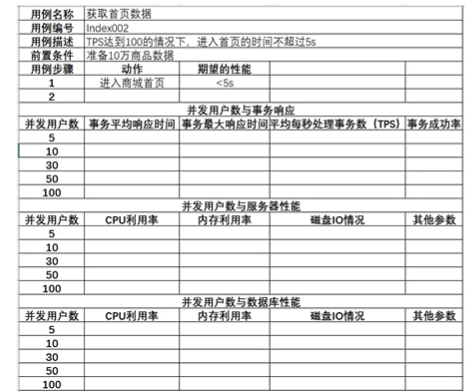 用例名称 获取首页数据
用例编号 Index002
用例描述 TPS达到100的情况下，进入首页的时间不超过5s
前置条件 准备10万商品数据
用例步骤 动作 期望的性能
1 进入商城首页 <5s
2
并发用户数与事务响应
并发用户数 事务平均响应时间 事务最大响应时间 平均每秒处理事务数（TPS） 事务成功率
5
10
30
50
100
并发用户数与服务器性能
并发用户数 CPU利用率 内存利用率 磁盘IO情况 其他参数
5
10
30
50
100
并发用户数与数据库性能
并发用户数 CPU利用率 内存利用率 磁盘IO情况 其他参数
5
10
30
50
100